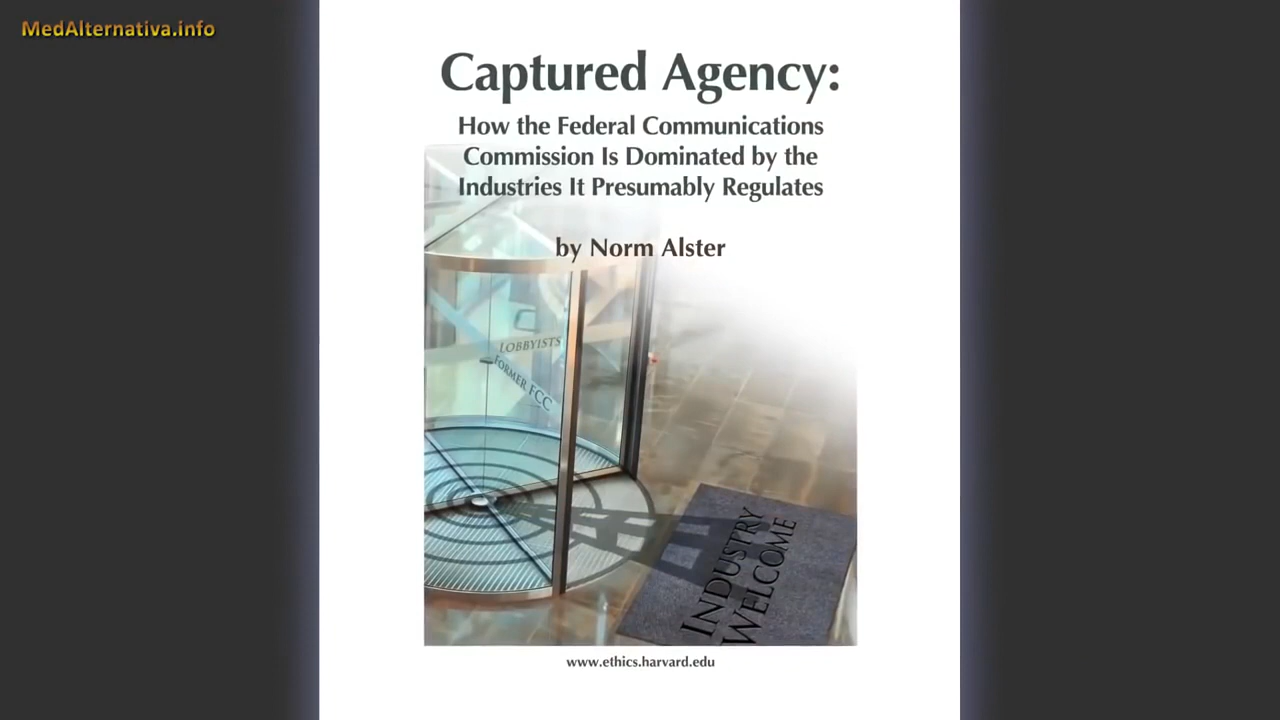 MedAlternativa.info
Captured Agency:
How the Federal Communications
Commission Is Dominated by the
Industries It Presumably Regulates
by Norm Alster
LOBBYISTS
FORMER FCC
INDUSTRY
WELCOME
www.ethics.harvard.edu